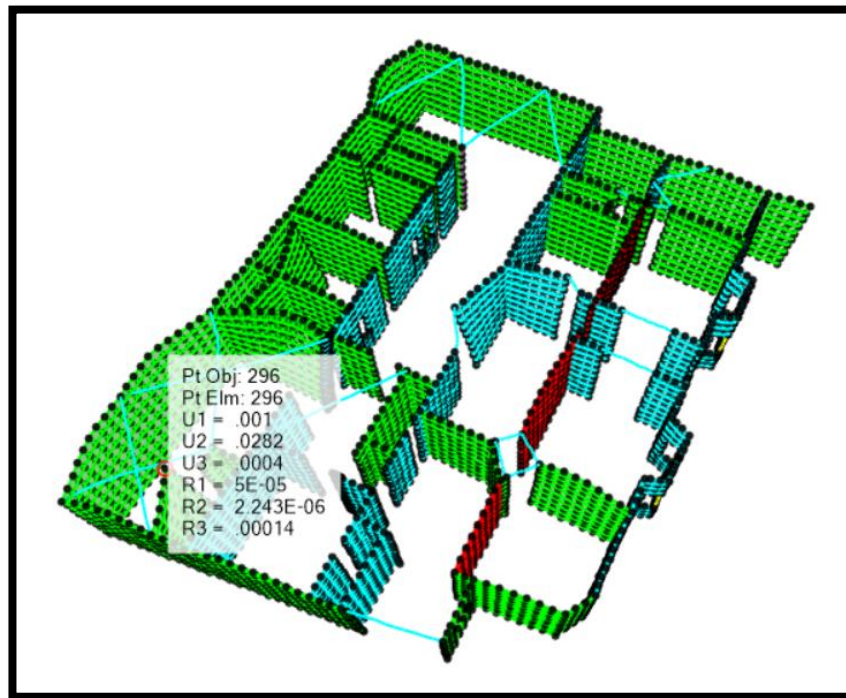 Pt Obj: 296
Pt Elm: 296
U1 = .001
U2 = .0282
U3 = .0004
R1 = 5E-05
R2 = 2.243E-06
R3 = .00014